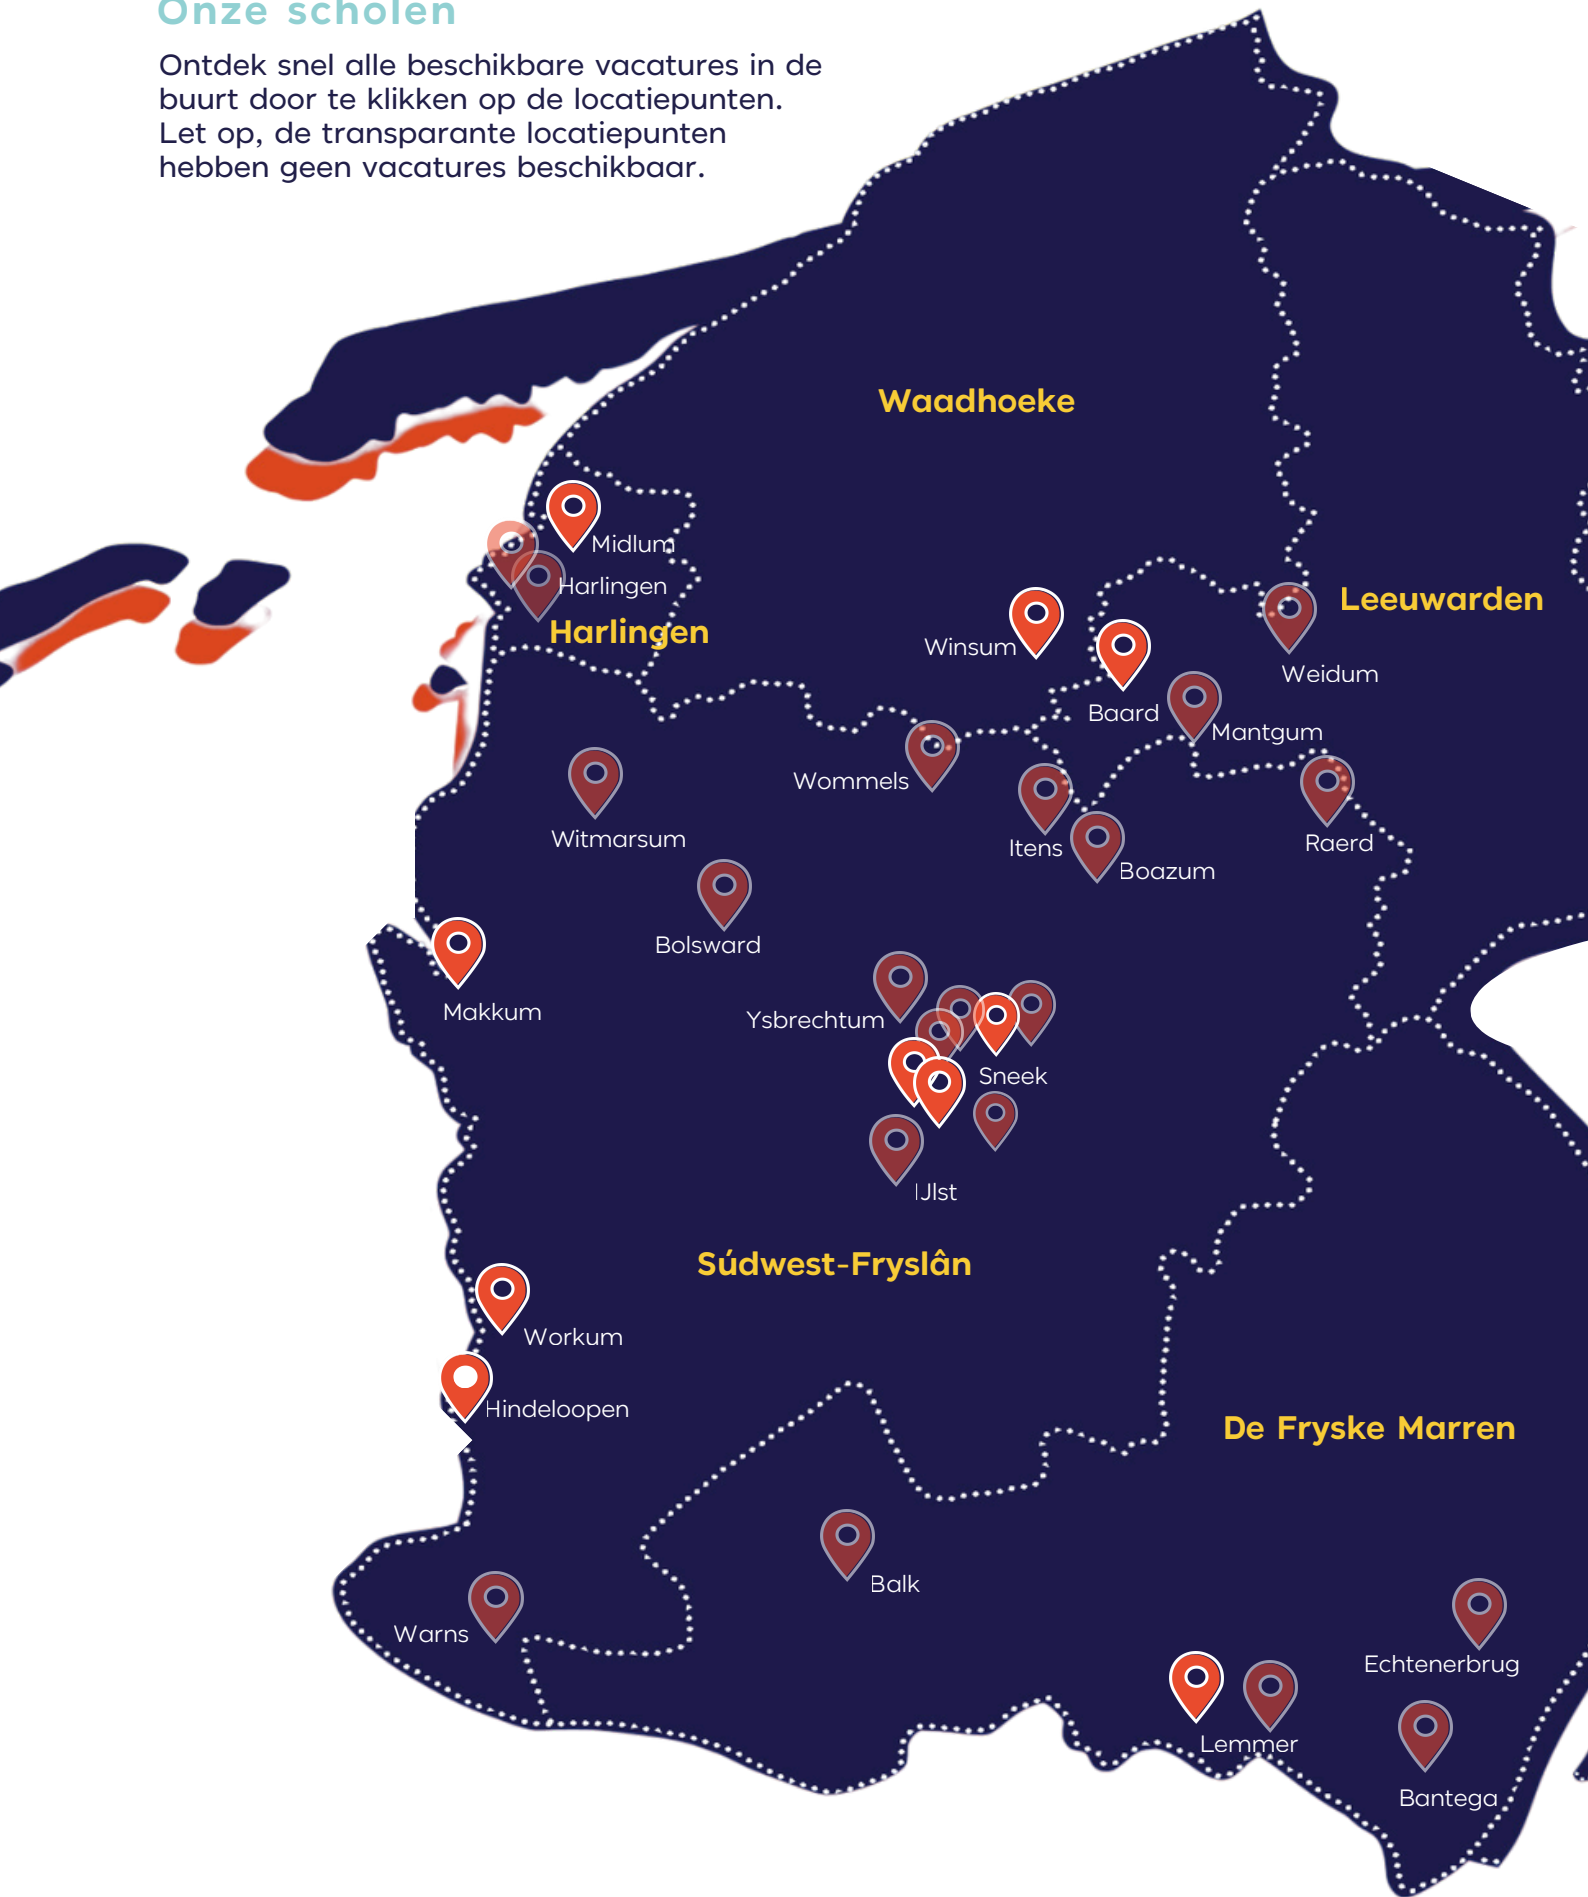 Onze scholen
Ontdek snel alle beschikbare vacatures in de
buurt door te klikken op de locatiepunten.
Let op, de transparante locatiepunten
hebben geen vacatures beschikbaar.
Waadhoeke
Midlum
Harlingen
Harlingen
Leeuwarden
Winsum
Weidum
Baard
Mantgum
Wommels
Witmarsum
Itens
Raerd
Boazum
Bolsward
Makkum
Ysbrechtum
Sneek
IJlst
Súdwest-Fryslân
Workum
Hindeloopen
De Fryske Marren
Balk
Warns
Echtenerbrug
Lemmer
Bantega